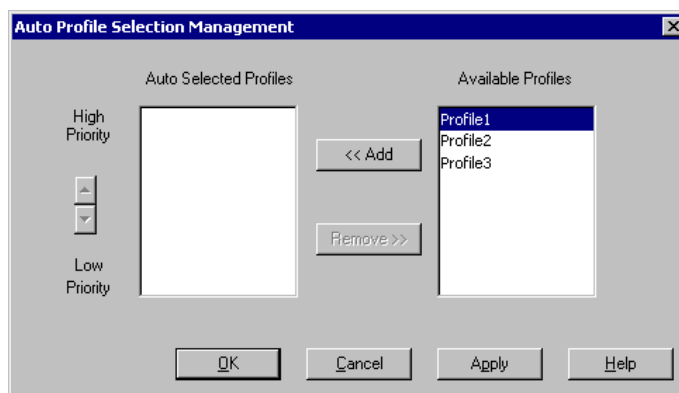 Auto Profile Selection Management
Auto Selected Profiles
Available Profiles
High
Priority
Profile1
Profile2
Profile3
<< Add
Remove >>
Low
Priority
OK
Cancel
Apply
Help